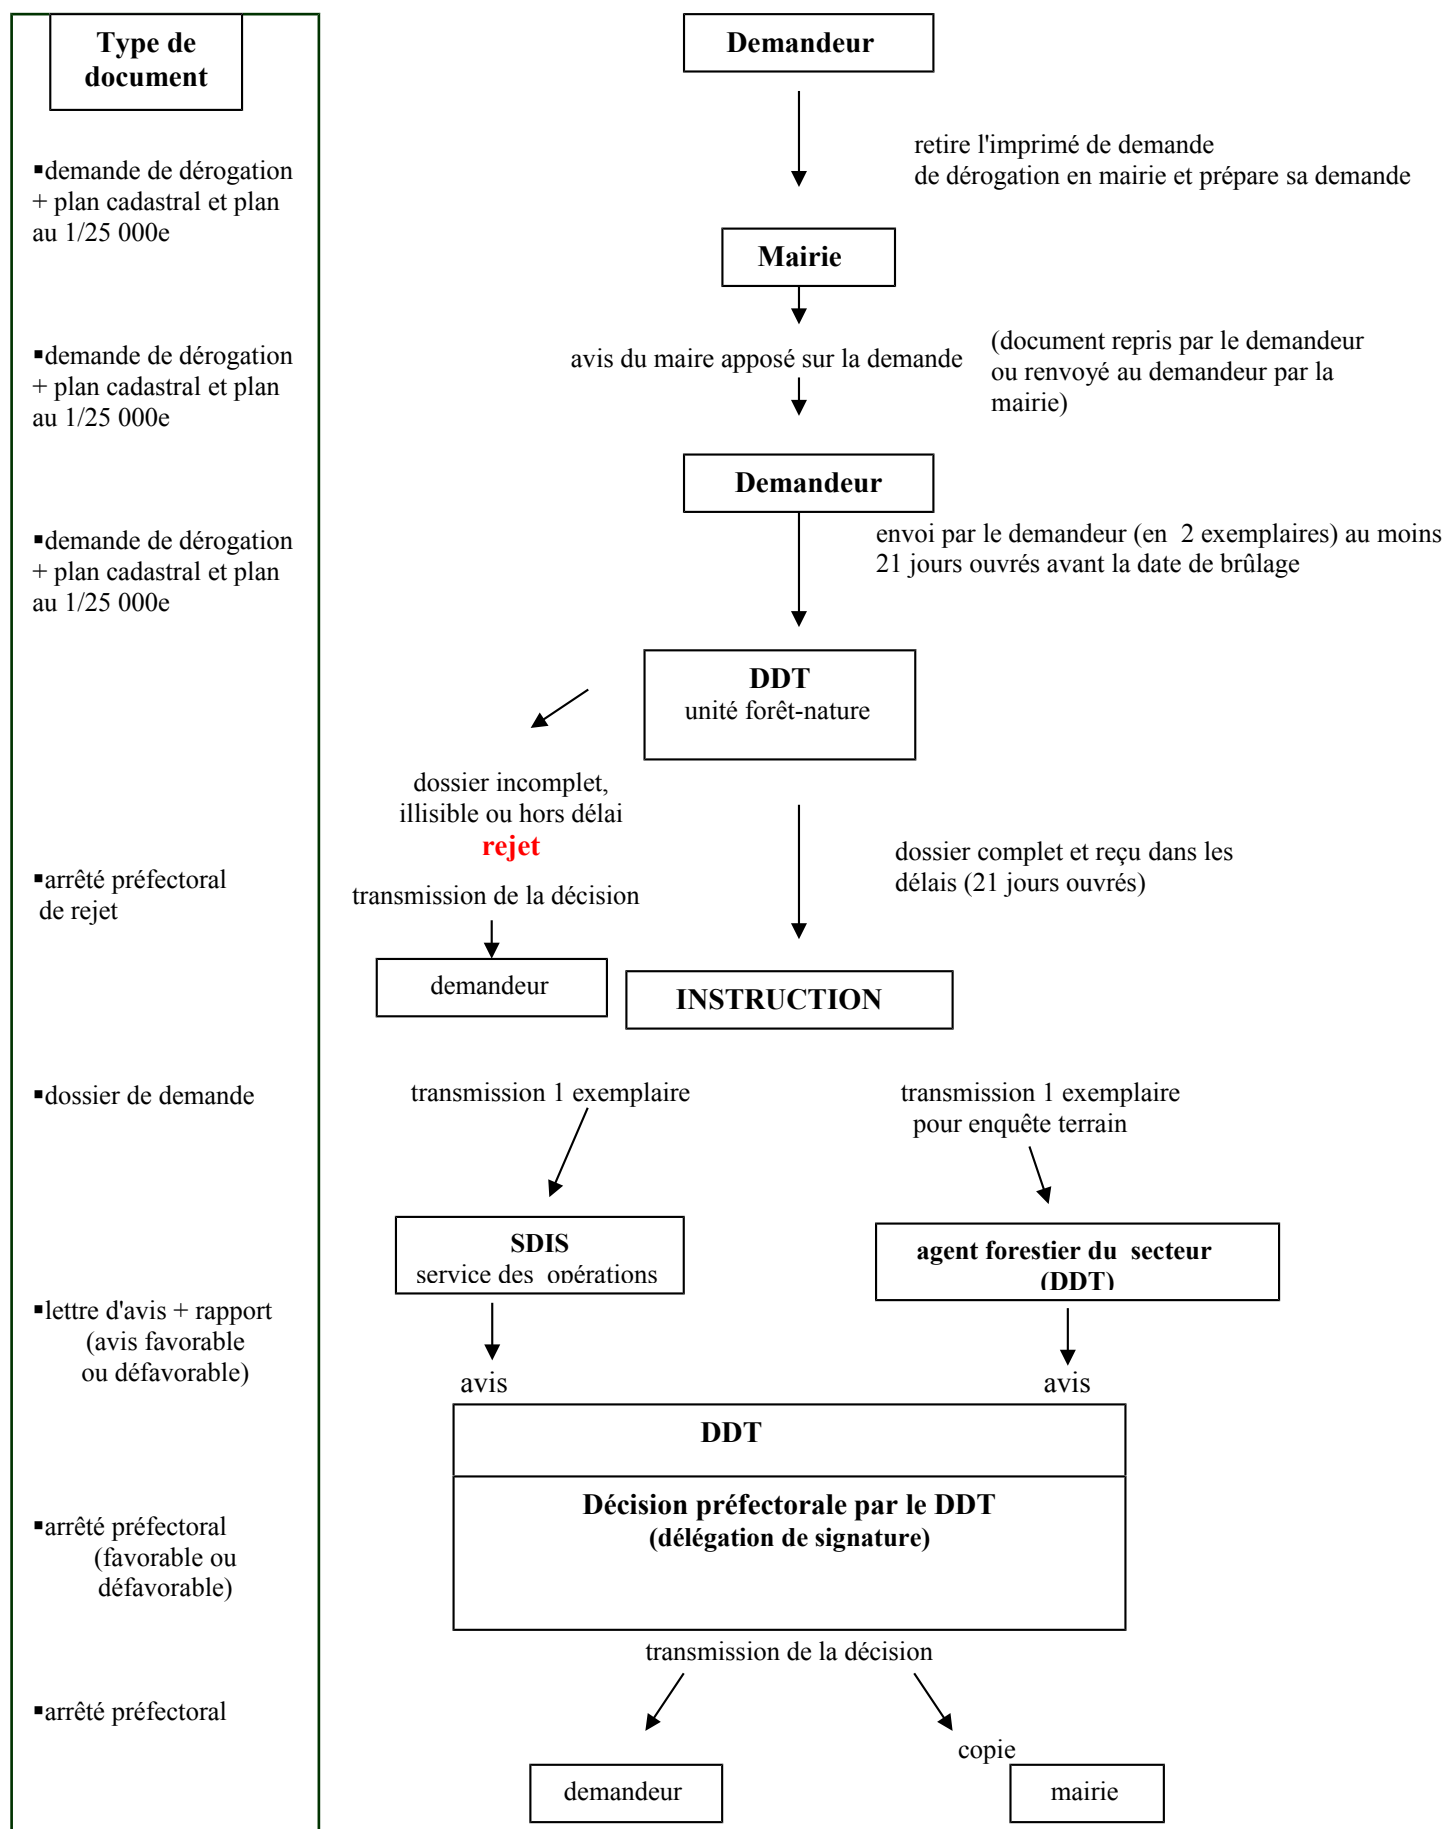 Type de
document
Demandeur
retire l'imprimé de demande
de dérogation en mairie et prépare sa demande
▪demande de dérogation
+ plan cadastral et plan
au 1/25 000e
Mairie
▪demande de dérogation
+ plan cadastral et plan
au 1/25 000e
avis du maire apposé sur la demande
(document repris par le demandeur
ou renvoyé au demandeur par la
mairie)
Demandeur
▪demande de dérogation
+ plan cadastral et plan
au 1/25 000e
envoi par le demandeur (en  2 exemplaires) au moins
21 jours ouvrés avant la date de brûlage
DDT
unité forêt-nature
dossier incomplet,
illisible ou hors délai
rejet
transmission de la décision
dossier complet et reçu dans les
délais (21 jours ouvrés)
▪arrêté préfectoral
de rejet
demandeur
INSTRUCTION
▪dossier de demande
transmission 1 exemplaire
transmission 1 exemplaire
pour enquête terrain
SDIS
service des  opérations
agent forestier du  secteur
(DDT)
▪lettre d'avis + rapport
(avis favorable
ou défavorable)
avis
avis
DDT
Décision préfectorale par le DDT
(délégation de signature)
▪arrêté préfectoral
(favorable ou
défavorable)
transmission de la décision
▪arrêté préfectoral
copie
demandeur
mairie